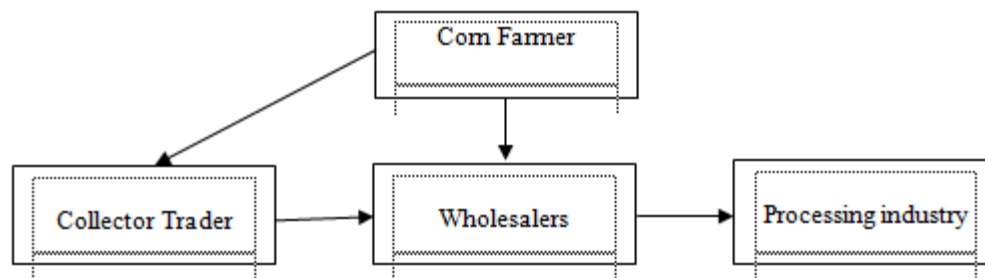 Corn Farmer
Collector Trader
Wholesalers
Processing industry